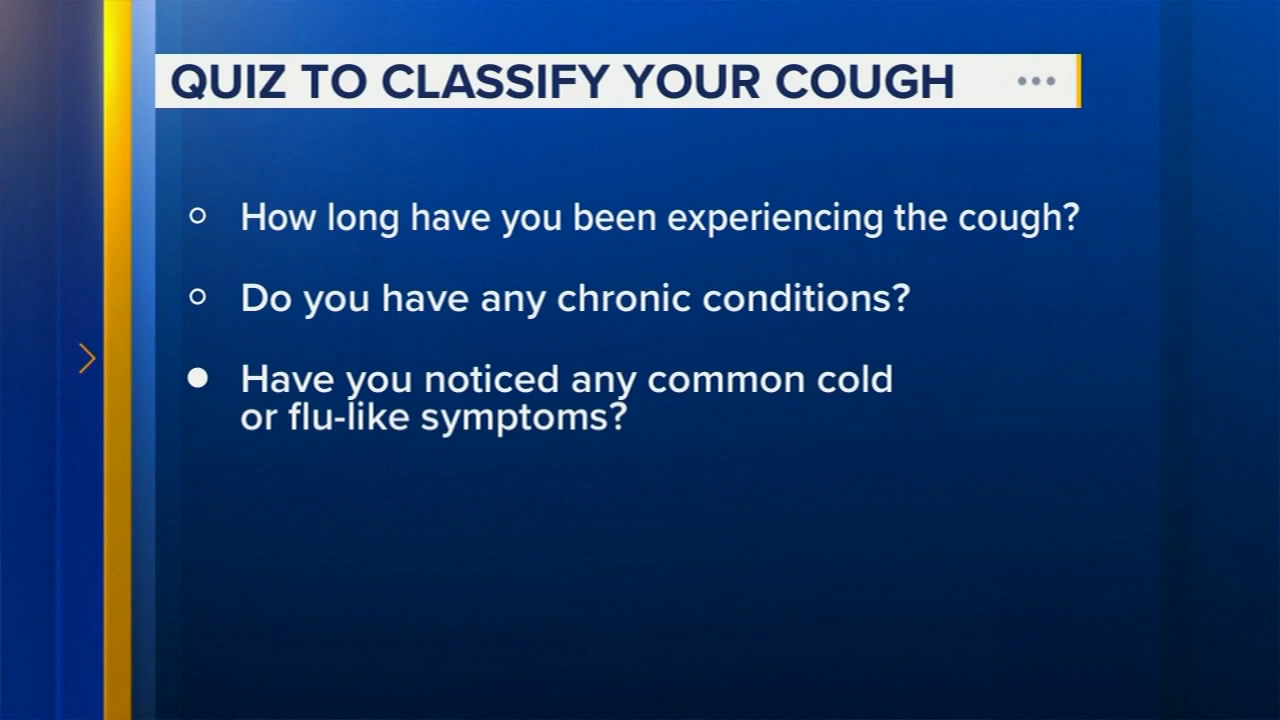 QUIZ TO CLASSIFY YOUR COUGH
How long have you been experiencing the cough?
Do you have any chronic conditions?
Have you noticed any common cold
or flu-like symptoms?